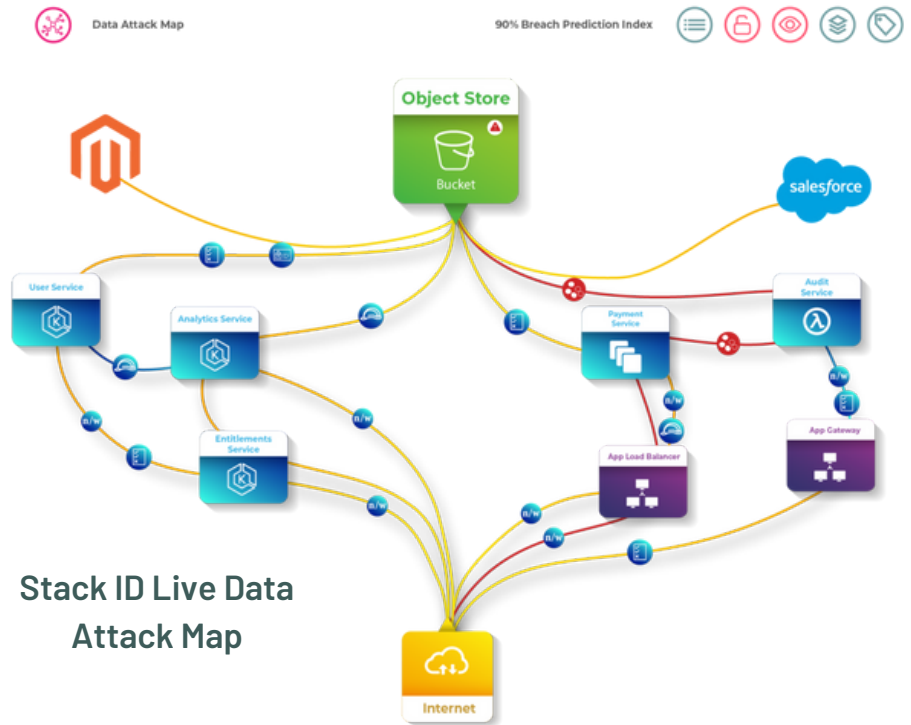 Data Attack Map
90% Breach Prediction Index
Object Store
Bucket
salesforce
User Service
Analytics Service
Audit
Service
Payment
Service
n/w
n/w
n/w
n/w
App Gateway
Entitlements
Service
App Load Balancer
n/w
n/w
n/w
Stack ID Live Data
Attack Map
Internet